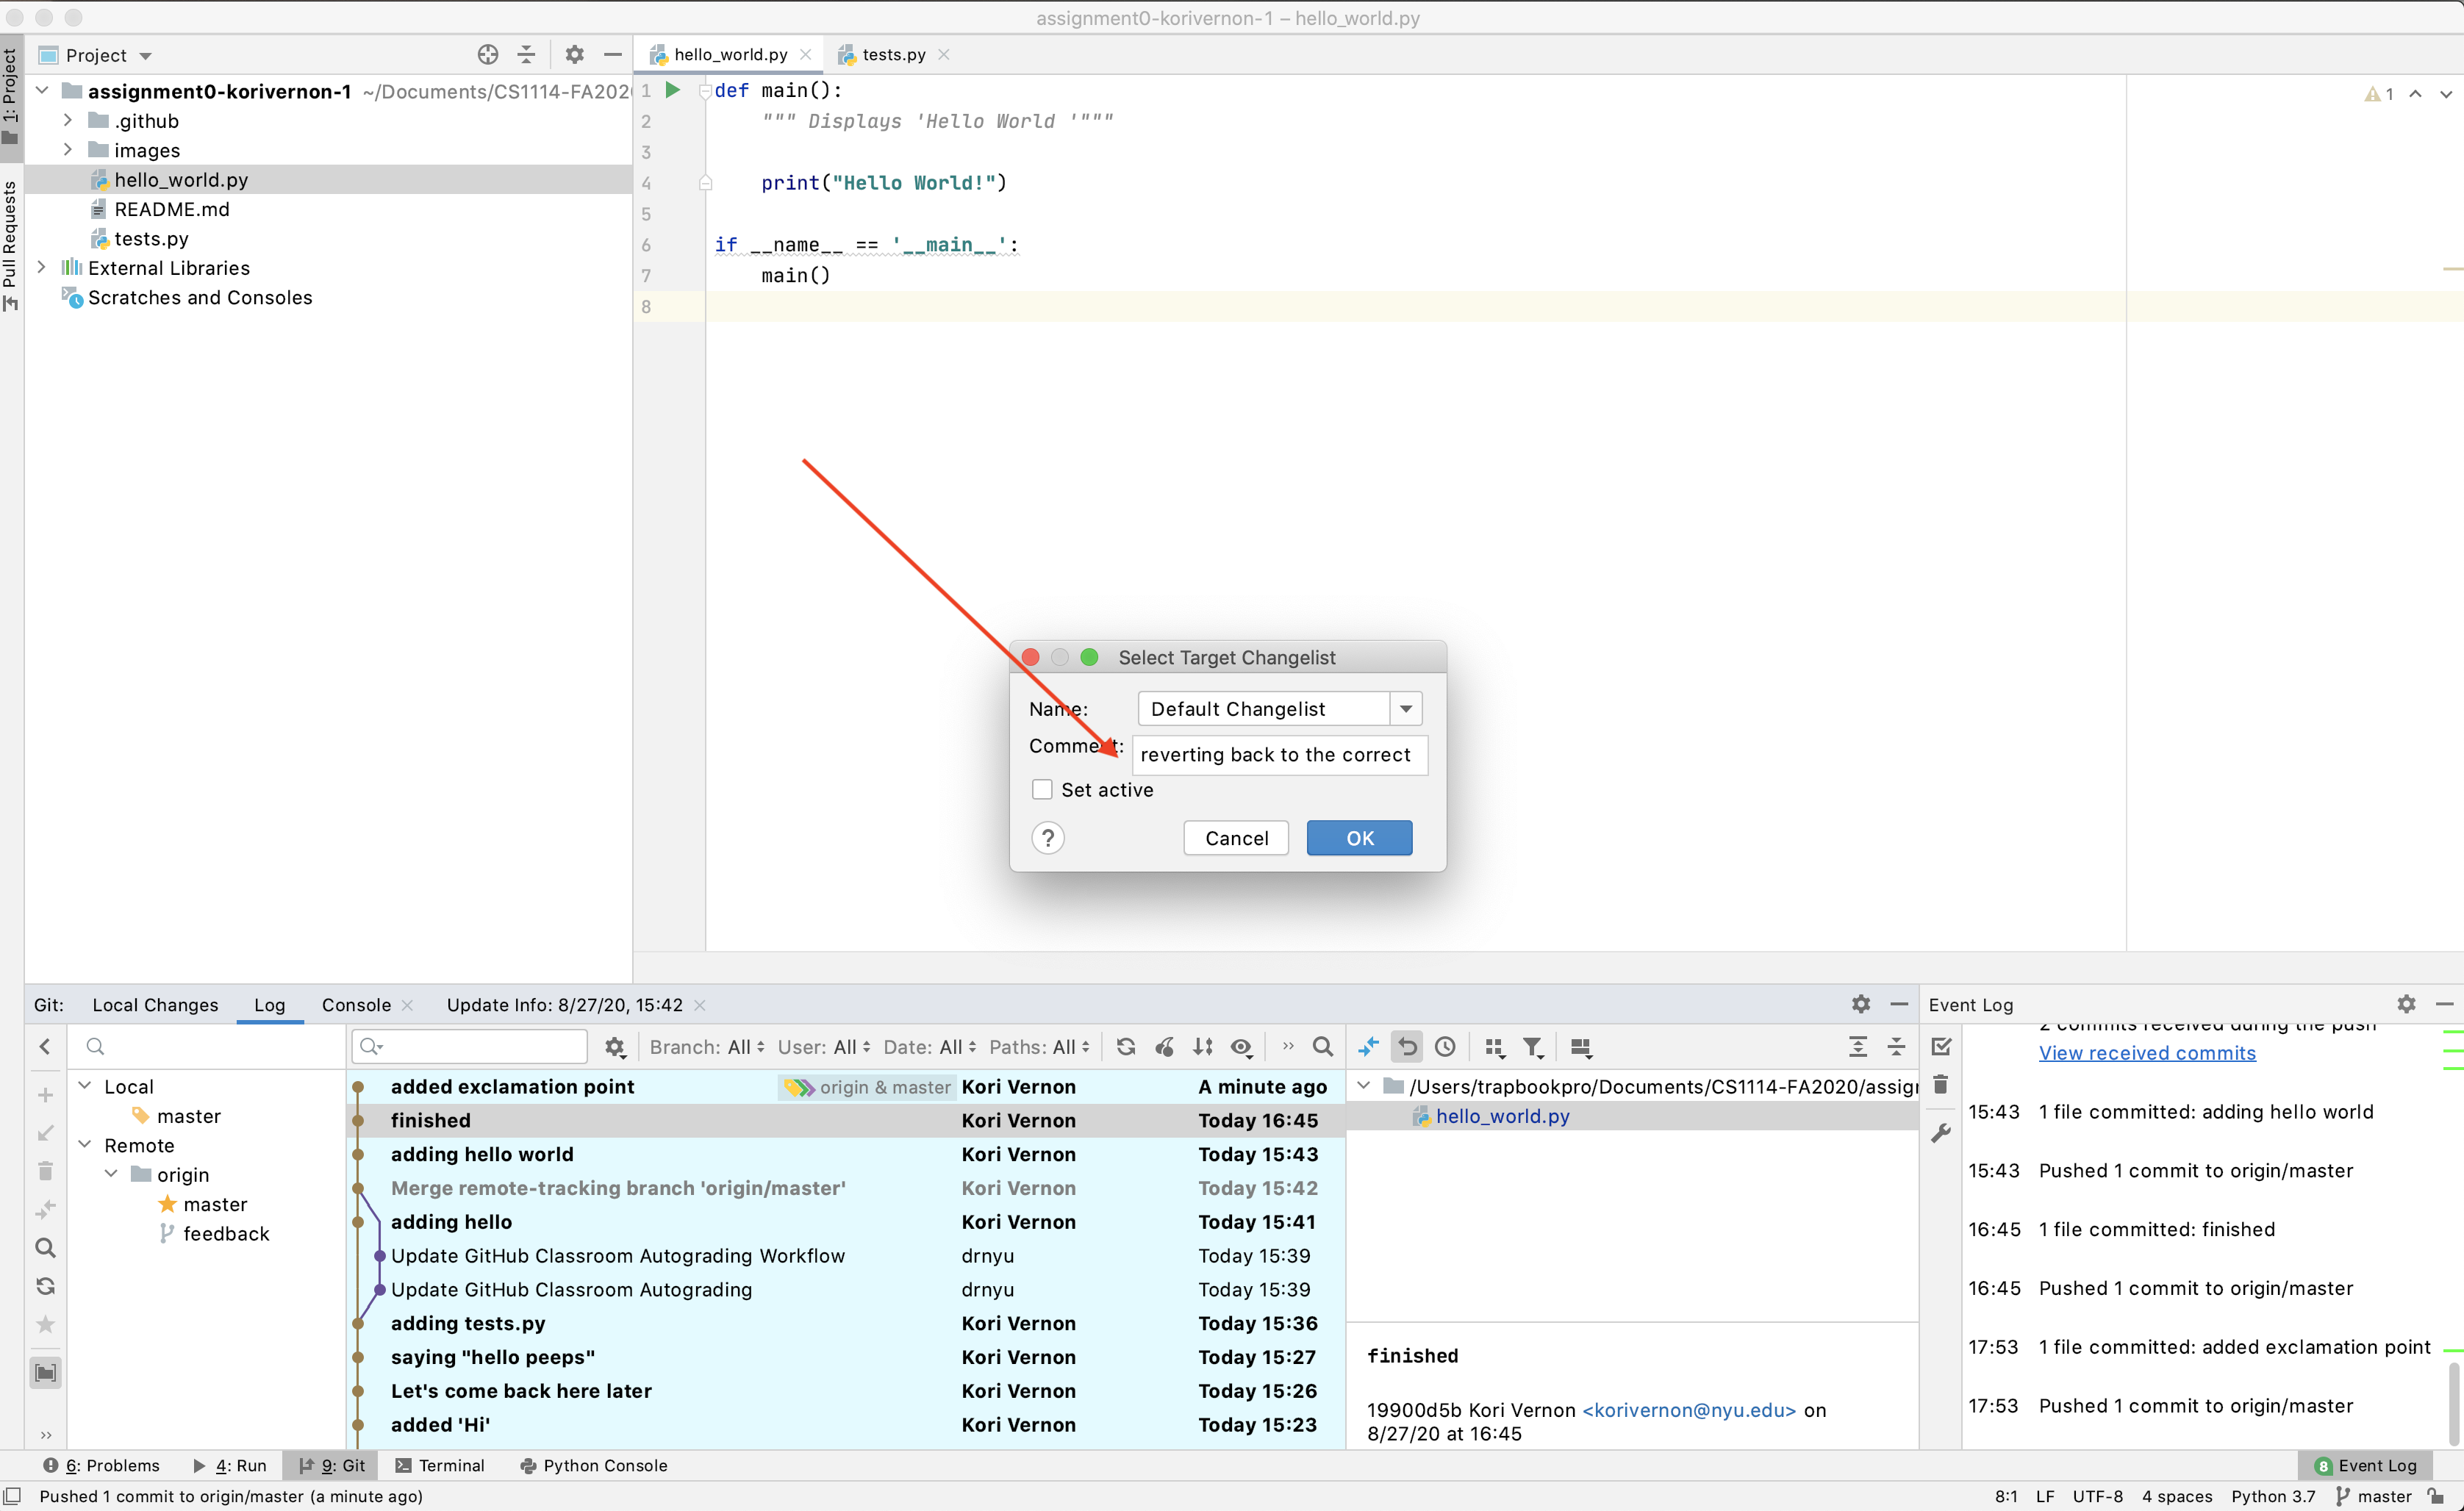 assignment0-korivernon-1 – hello_world.py
1: Project
Pull Requests
Project
assignment0-korivernon-1 ~/Documents/CS1114-FA202
.github
images
hello_world.py
README.md
tests.py
External Libraries
Scratches and Consoles
hello_world.py
tests.py
1 def main():
2 """ Displays 'Hello World '"""
3
4 print("Hello World!")
5
6 if __name__ == '__main__':
7 main()
8
1
Select Target Changelist
Name: Default Changelist
Comment: reverting back to the correct
Set active
? Cancel OK
Git: Local Changes Log Console Update Info: 8/27/20, 15:42
Local
master
Remote
origin
master
feedback
Branch: All User: All Date: All Paths: All
added exclamation point origin & master Kori Vernon A minute ago
finished Kori Vernon Today 16:45
adding hello world Kori Vernon Today 15:43
Merge remote-tracking branch 'origin/master' Kori Vernon Today 15:42
adding hello Kori Vernon Today 15:41
Update GitHub Classroom Autograding Workflow drnyu Today 15:39
Update GitHub Classroom Autograding drnyu Today 15:39
adding tests.py Kori Vernon Today 15:36
saying "hello peeps" Kori Vernon Today 15:27
Let's come back here later Kori Vernon Today 15:26
added 'Hi' Kori Vernon Today 15:23
/Users/trapbookpro/Documents/CS1114-FA2020/assig
hello_world.py
finished
19900d5b Kori Vernon <korivernon@nyu.edu> on
8/27/20 at 16:45
Event Log
2 commits received during the push
View received commits
15:43 1 file committed: adding hello world
15:43 Pushed 1 commit to origin/master
16:45 1 file committed: finished
16:45 Pushed 1 commit to origin/master
17:53 1 file committed: added exclamation point
17:53 Pushed 1 commit to origin/master
6: Problems 4: Run 9: Git Terminal Python Console 8 Event Log
Pushed 1 commit to origin/master (a minute ago) 8:1 LF UTF-8 4 spaces Python 3.7 master